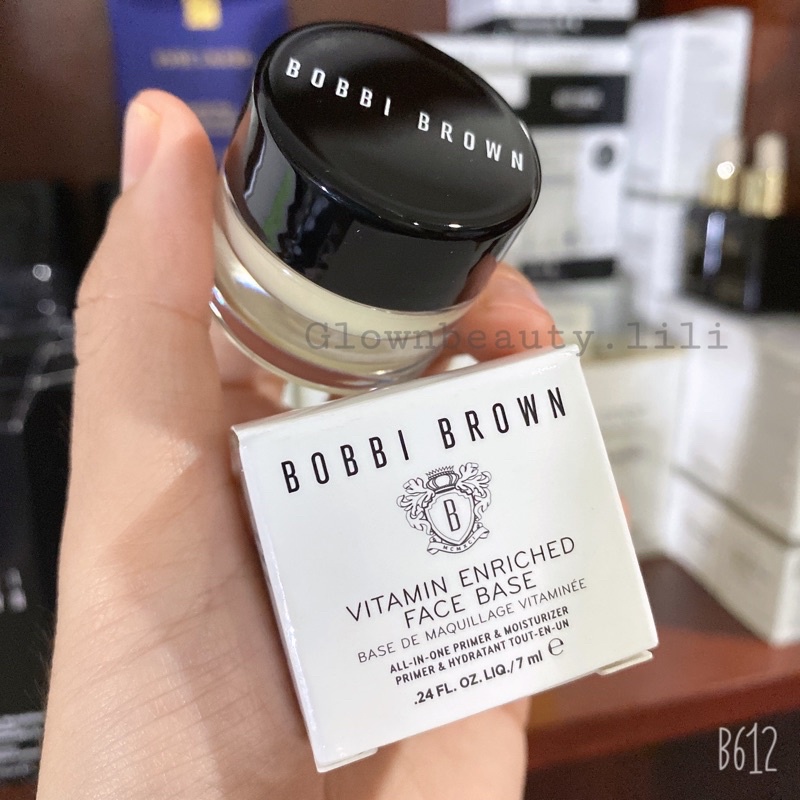 BOBBI BROWN
Glownbeauty.lili
BOBBI BROWN
B
MCMXCI
VITAMIN ENRICHED
FACE BASE
BASE DE MAQUILLAGE VITAMINÉE
ALL-IN-ONE PRIMER & MOISTURIZER
PRIMER & HYDRATANT TOUT-EN-UN
.24 FL. OZ. LIQ./7 ml ℮
B612